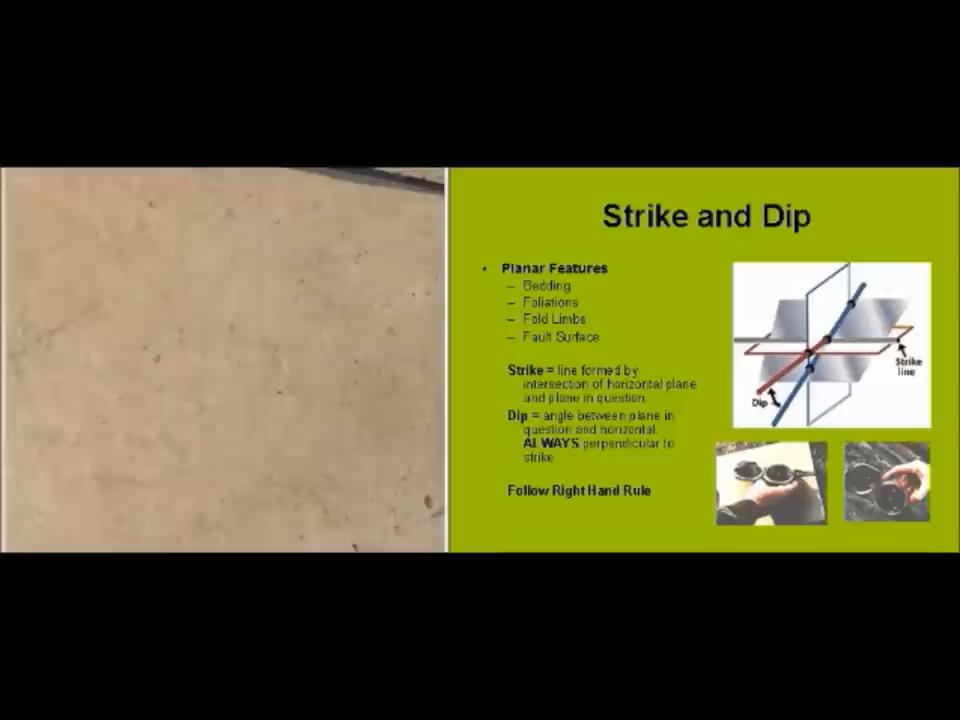 Strike and Dip
• Planar Features
– Bedding
– Foliations
– Fold Limbs
– Fault Surface
Strike = line formed by
intersection of horizontal plane
and plane in question
Dip = angle between plane in
question and horizontal.
ALWAYS perpendicular to
strike
Follow Right Hand Rule
Strike
line
Dip